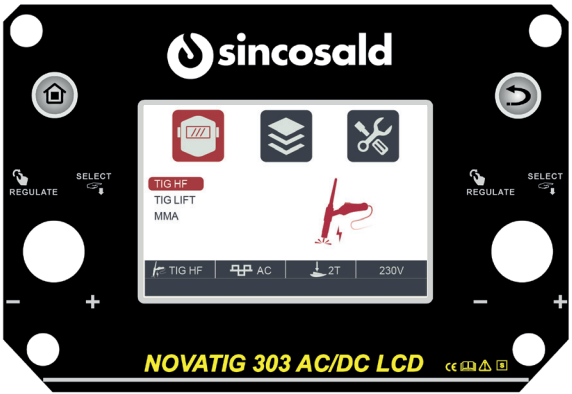 sincosald
SELECT
REGULATE
SELECT
REGULATE
TIG HF
TIG LIFT
MMA
TIG HF AC 2T 230V
- + - +
NOVATIG 303 AC/DC LCD CE S